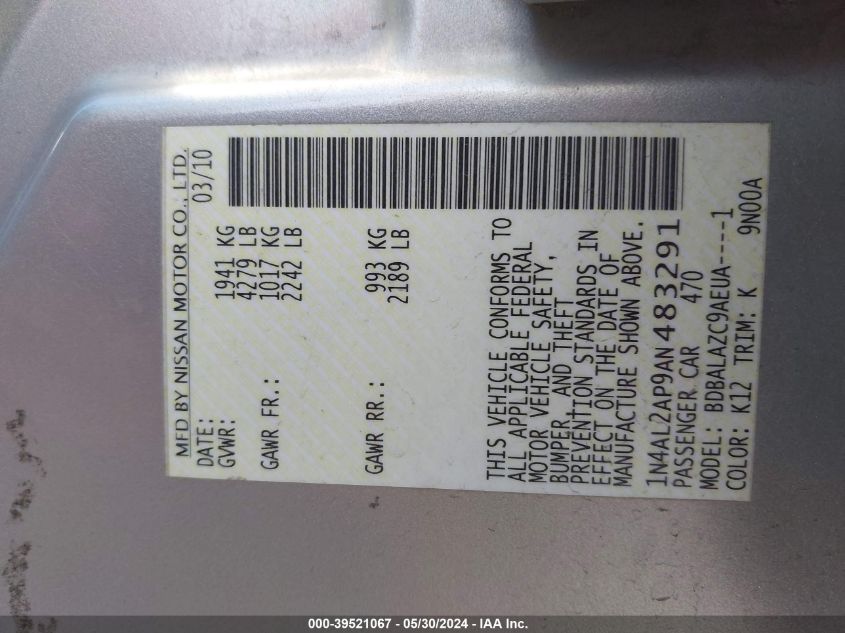 MFD BY NISSAN MOTOR CO., LTD.
DATE: 03/10
GVWR: 1941 KG
4279 LB
GAWR FR.: 1017 KG
2242 LB
GAWR RR.: 993 KG
2189 LB
THIS VEHICLE CONFORMS TO
ALL APPLICABLE FEDERAL
MOTOR VEHICLE SAFETY,
BUMPER AND THEFT
PREVENTION STANDARDS IN
EFFECT ON THE DATE OF
MANUFACTURE SHOWN ABOVE.
1N4AL2AP9AN483291
PASSENGER CAR 470
MODEL: BDBALAZC9AEUA-----1
COLOR: K12 TRIM: K 9N00A
000-39521067 - 05/30/2024 - IAA Inc.